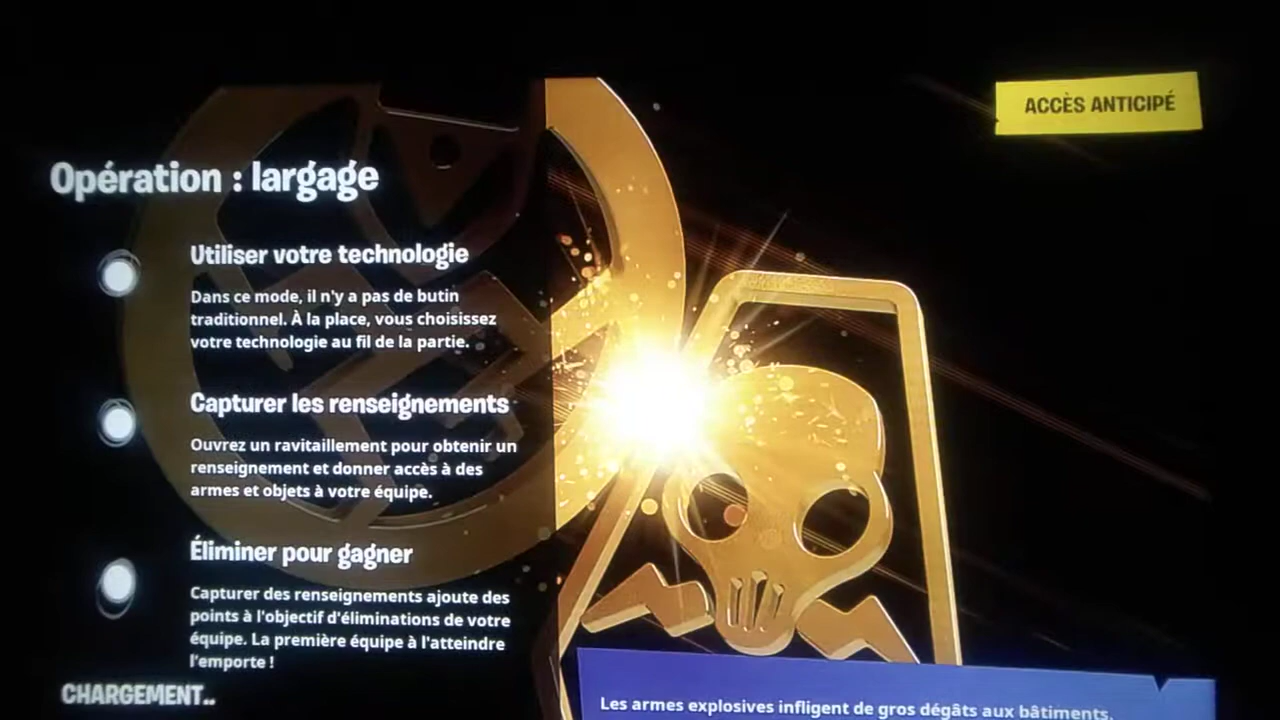 ACCÈS ANTICIPÉ
Opération : largage
Utiliser votre technologie
Dans ce mode, il n'y a pas de butin
traditionnel. À la place, vous choisissez
votre technologie au fil de la partie.
Capturer les renseignements
Ouvrez un ravitaillement pour obtenir un
renseignement et donner accès à des
armes et objets à votre équipe.
Éliminer pour gagner
Capturer des renseignements ajoute des
points à l'objectif d'éliminations de votre
équipe. La première équipe à l'atteindre
l'emporte !
CHARGEMENT..
Les armes explosives infligent de gros dégâts aux bâtiments.